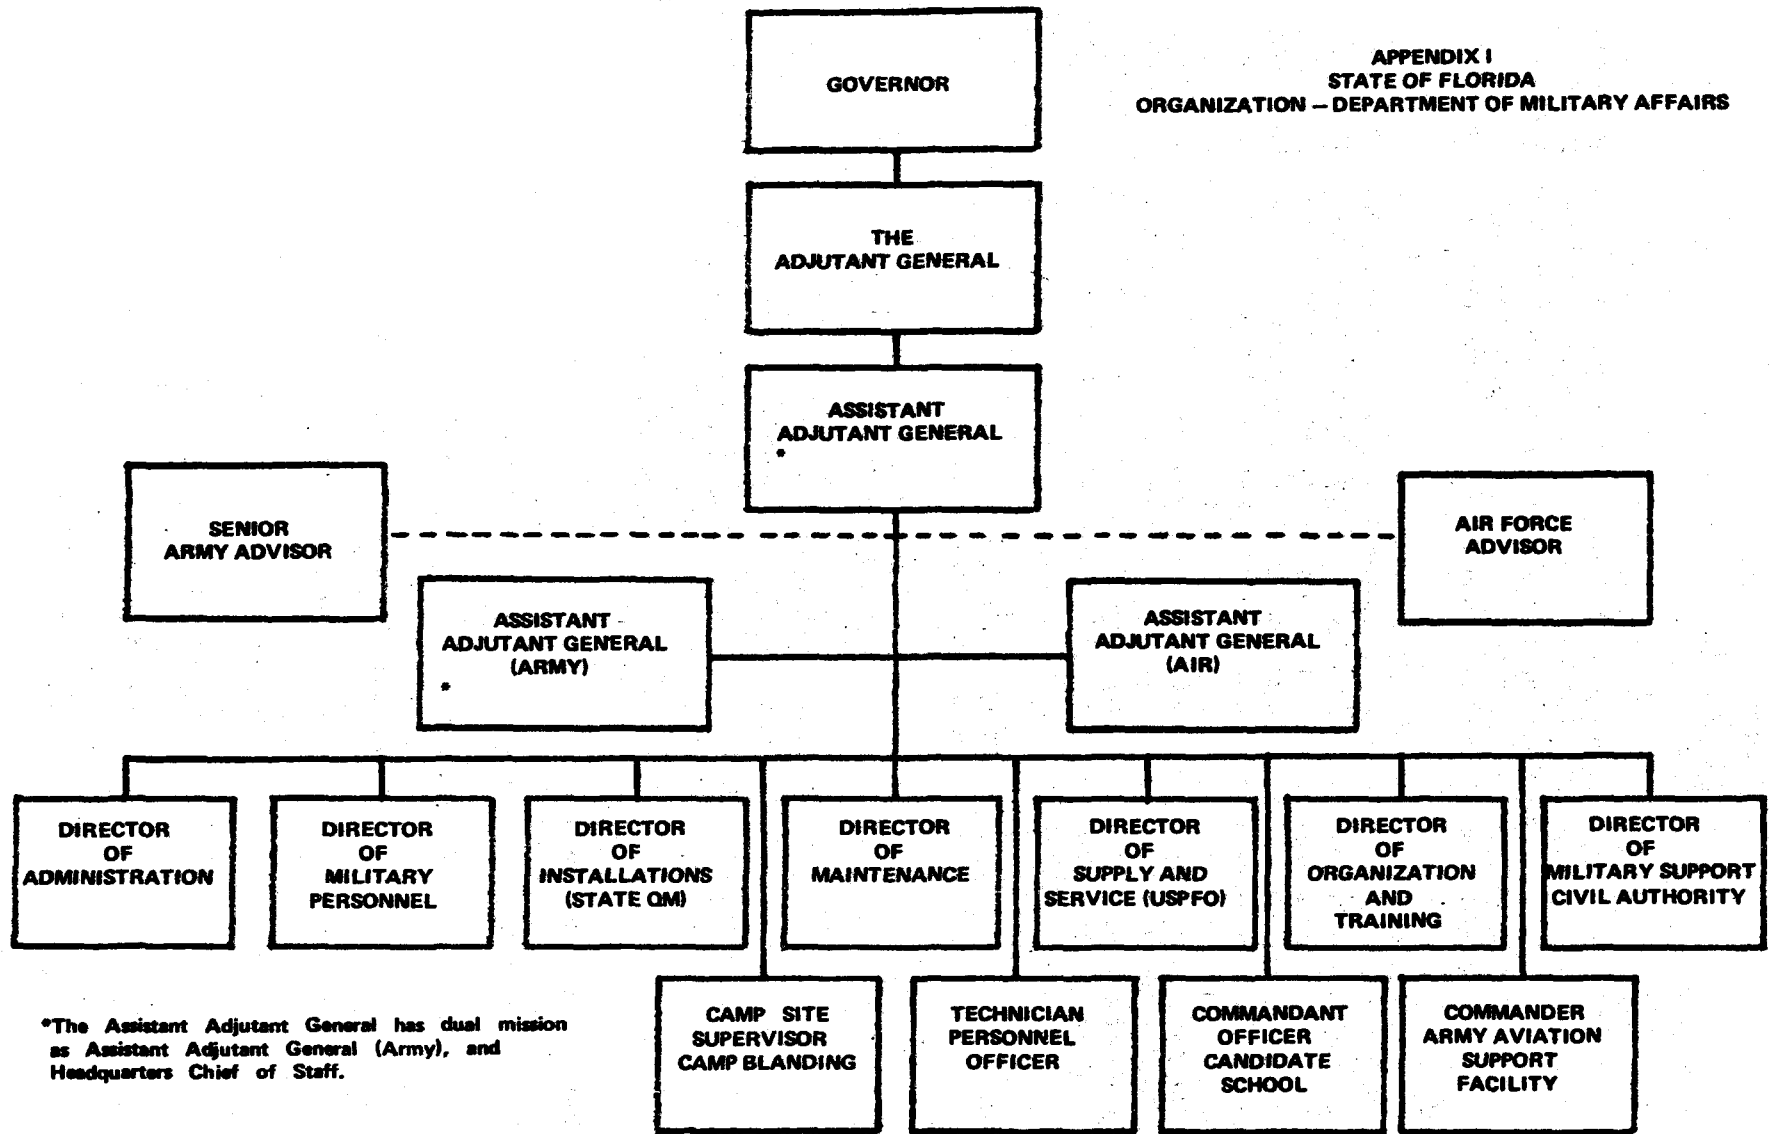 APPENDIX I
STATE OF FLORIDA
ORGANIZATION – DEPARTMENT OF MILITARY AFFAIRS
GOVERNOR
THE
ADJUTANT GENERAL
ASSISTANT
ADJUTANT GENERAL
*
SENIOR
ARMY ADVISOR
AIR FORCE
ADVISOR
ASSISTANT
ADJUTANT GENERAL
(ARMY)
*
ASSISTANT
ADJUTANT GENERAL
(AIR)
DIRECTOR
OF
ADMINISTRATION
DIRECTOR
OF
MILITARY
PERSONNEL
DIRECTOR
OF
INSTALLATIONS
(STATE QM)
DIRECTOR
OF
MAINTENANCE
DIRECTOR
OF
SUPPLY AND
SERVICE (USPFO)
DIRECTOR
OF
ORGANIZATION
AND
TRAINING
DIRECTOR
OF
MILITARY SUPPORT
CIVIL AUTHORITY
CAMP SITE
SUPERVISOR
CAMP BLANDING
TECHNICIAN
PERSONNEL
OFFICER
COMMANDANT
OFFICER
CANDIDATE
SCHOOL
COMMANDER
ARMY AVIATION
SUPPORT
FACILITY
*The Assistant Adjutant General has dual mission
as Assistant Adjutant General (Army), and
Headquarters Chief of Staff.